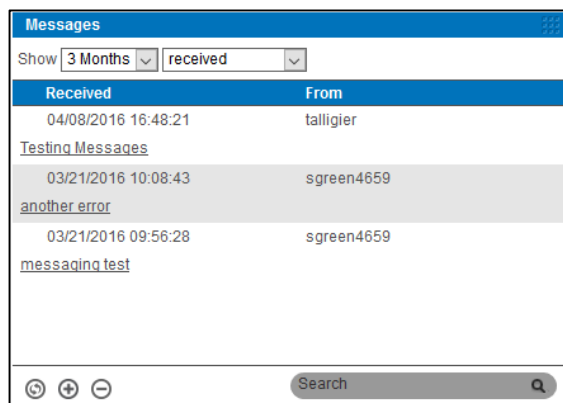 Messages
Show 3 Months received
Received From
04/08/2016 16:48:21 talligier
Testing Messages
03/21/2016 10:08:43 sgreen4659
another error
03/21/2016 09:56:28 sgreen4659
messaging test
Search